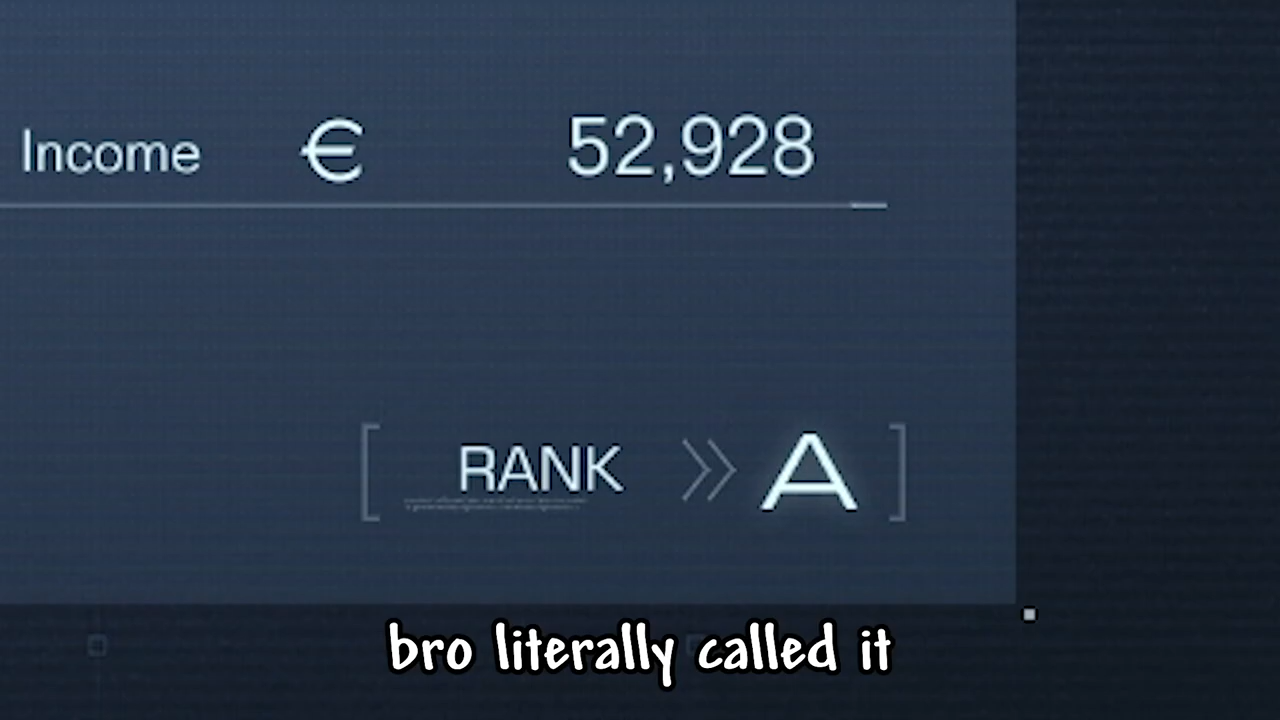 Income € 52,928
[ RANK >> A ]
bro literally called it